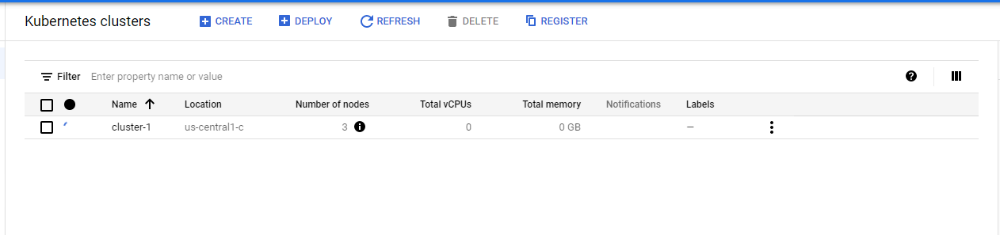 Kubernetes clusters CREATE DEPLOY REFRESH DELETE REGISTER
Filter Enter property name or value
Name Location Number of nodes Total vCPUs Total memory Notifications Labels
cluster-1 us-central1-c 3 0 0 GB —